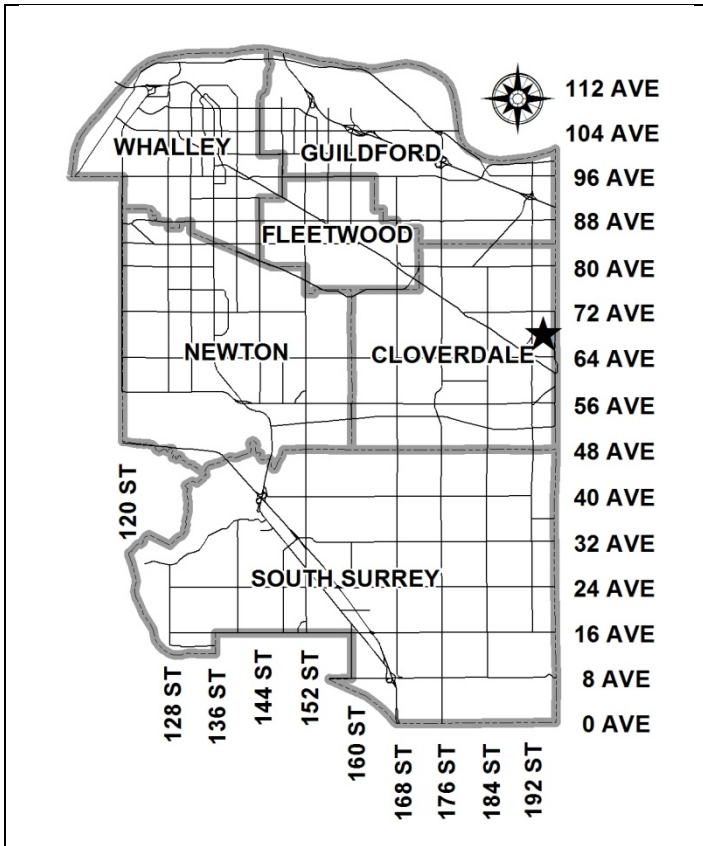 112 AVE
104 AVE
WHALLEY
GUILDFORD
96 AVE
88 AVE
FLEETWOOD
80 AVE
72 AVE
NEWTON
CLOVERDALE
64 AVE
56 AVE
48 AVE
120 ST
40 AVE
32 AVE
SOUTH SURREY
24 AVE
16 AVE
8 AVE
0 AVE
128 ST
136 ST
144 ST
152 ST
160 ST
168 ST
176 ST
184 ST
192 ST